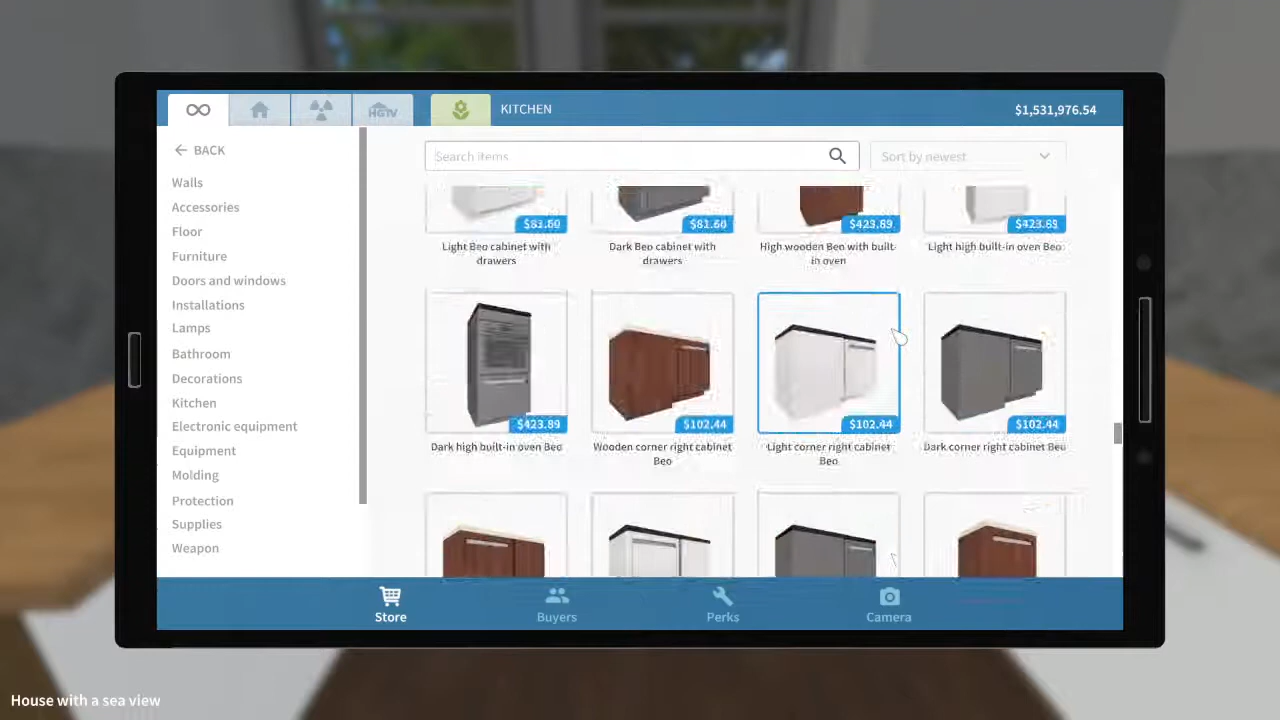 HGTV
KITCHEN
$1,531,976.54
BACK
Search items
Sort by newest
Walls
Accessories
Floor
Furniture
Doors and windows
Installations
Lamps
Bathroom
Decorations
Kitchen
Electronic equipment
Equipment
Molding
Protection
Supplies
Weapon
$81.60
$81.60
$423.89
$423.89
Light Beo cabinet with
drawers
Dark Beo cabinet with
drawers
High wooden Beo with built-
in oven
Light high built-in oven Beo
$423.89
$102.44
$102.44
$102.44
Dark high built-in oven Beo
Wooden corner right cabinet
Beo
Light corner right cabinet
Beo
Dark corner right cabinet Beo
Store
Buyers
Perks
Camera
House with a sea view